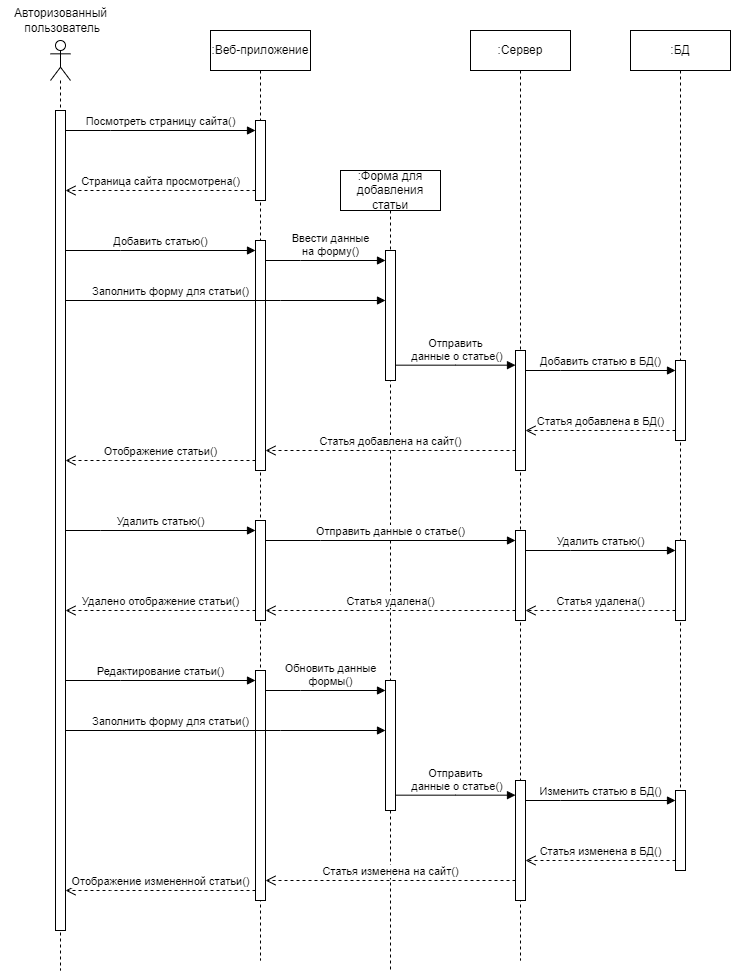 Авторизованный
пользователь
:Веб-приложение
:Сервер
:БД
Посмотреть страницу сайта()
Страница сайта просмотрена()
:Форма для
добавления
статьи
Добавить статью()
Ввести данные
на форму()
Заполнить форму для статьи()
Отправить
данные о статье()
Добавить статью в БД()
Статья добавлена в БД()
Статья добавлена на сайт()
Отображение статьи()
Удалить статью()
Отправить данные о статье()
Удалить статью()
Удалено отображение статьи()
Статья удалена()
Статья удалена()
Редактирование статьи()
Обновить данные
формы()
Заполнить форму для статьи()
Отправить
данные о статье()
Изменить статью в БД()
Статья изменена в БД()
Статья изменена на сайт()
Отображение измененной статьи()